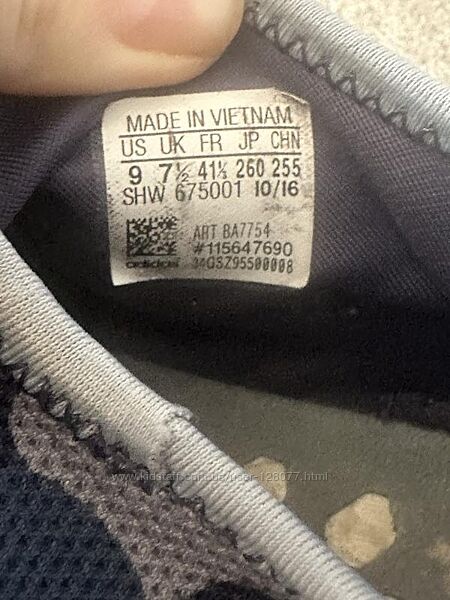 MADE IN VIETNAM
US UK FR JP CHN
9 7½ 41⅓ 260 255
SHW 675001 10/16
ART BA7754
#115647690
adidas